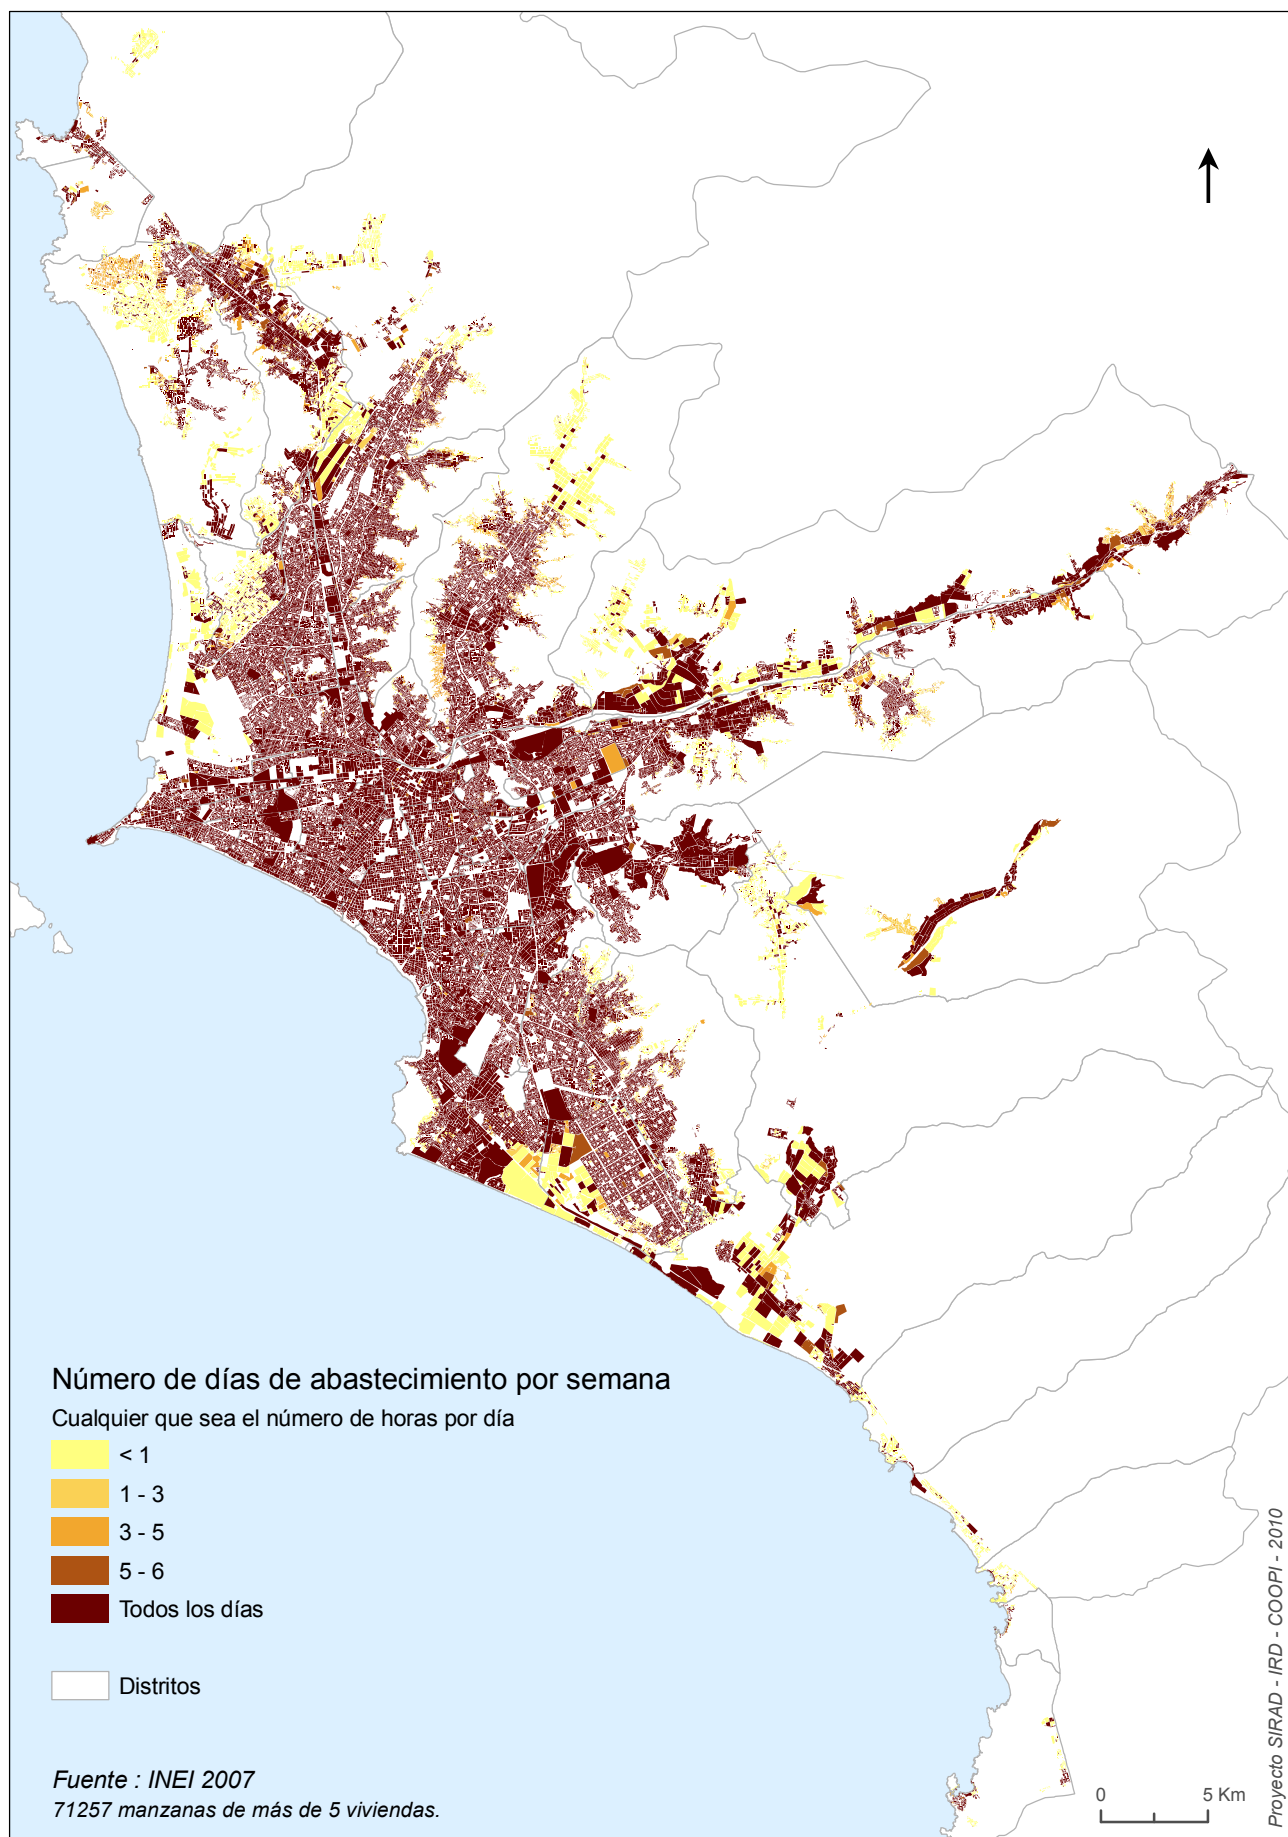 Número de días de abastecimiento por semana
Cualquier que sea el número de horas por día
< 1
1 - 3
3 - 5
5 - 6
Todos los días
Distritos
Fuente : INEI 2007
71257 manzanas de más de 5 viviendas.
0 5 Km
Proyecto SIRAD - IRD - COOPI - 2010